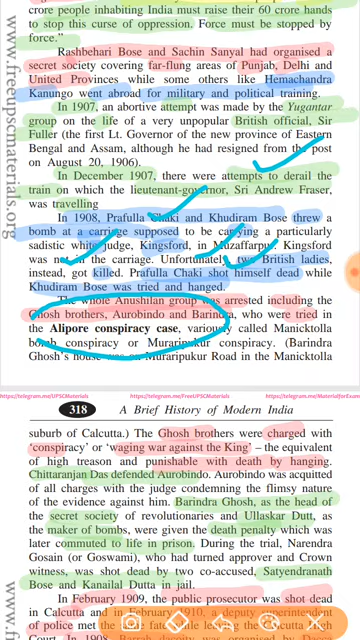 crore people inhabiting India must raise their 60 crore hands
to stop this curse of oppression. Force must be stopped by
force."
Rashbehari Bose and Sachin Sanyal had organised a
secret society covering far-flung areas of Punjab, Delhi and
United Provinces while some others like Hemachandra
Kanungo went abroad for military and political training.
In 1907, an abortive attempt was made by the Yugantar
group on the life of a very unpopular British official, Sir
Fuller (the first Lt. Governor of the new province of Eastern
Bengal and Assam, although he had resigned from the post
on August 20, 1906).
In December 1907, there were attempts to derail the
train on which the lieutenant-governor, Sri Andrew Fraser,
was travelling
In 1908, Prafulla Chaki and Khudiram Bose threw a
bomb at a carriage supposed to be carrying a particularly
sadistic white judge, Kingsford, in Muzaffarpur. Kingsford
was not in the carriage. Unfortunately, two British ladies,
instead, got killed. Prafulla Chaki shot himself dead while
Khudiram Bose was tried and hanged.
The whole Anushilan group was arrested including the
Ghosh brothers, Aurobindo and Barindra, who were tried in
the Alipore conspiracy case, variously called Manicktolla
bomb conspiracy or Muraripukur conspiracy. (Barindra
Ghosh's house was on Muraripukur Road in the Manicktolla
www.freeupscmaterials.org
https://telegram.me/UPSCMaterials https://telegram.me/FreeUPSCMaterials https://telegram.me/MaterialforExam
318 A Brief History of Modern India
suburb of Calcutta.) The Ghosh brothers were charged with
'conspiracy' or 'waging war against the King' – the equivalent
of high treason and punishable with death by hanging.
Chittaranjan Das defended Aurobindo. Aurobindo was acquitted
of all charges with the judge condemning the flimsy nature
of the evidence against him. Barindra Ghosh, as the head of
the secret society of revolutionaries and Ullaskar Dutt, as
the maker of bombs, were given the death penalty which was
later commuted to life in prison. During the trial, Narendra
Gosain (or Goswami), who had turned approver and Crown
witness, was shot dead by two co-accused, Satyendranath
Bose and Kanailal Dutta in jail.
In February 1909, the public prosecutor was shot dead
in Calcutta and in February 1910, a deputy superintendent
of police met the same fate while leaving the Calcutta High
Court. In 1908, Barrah dacoity was organised by Dacca